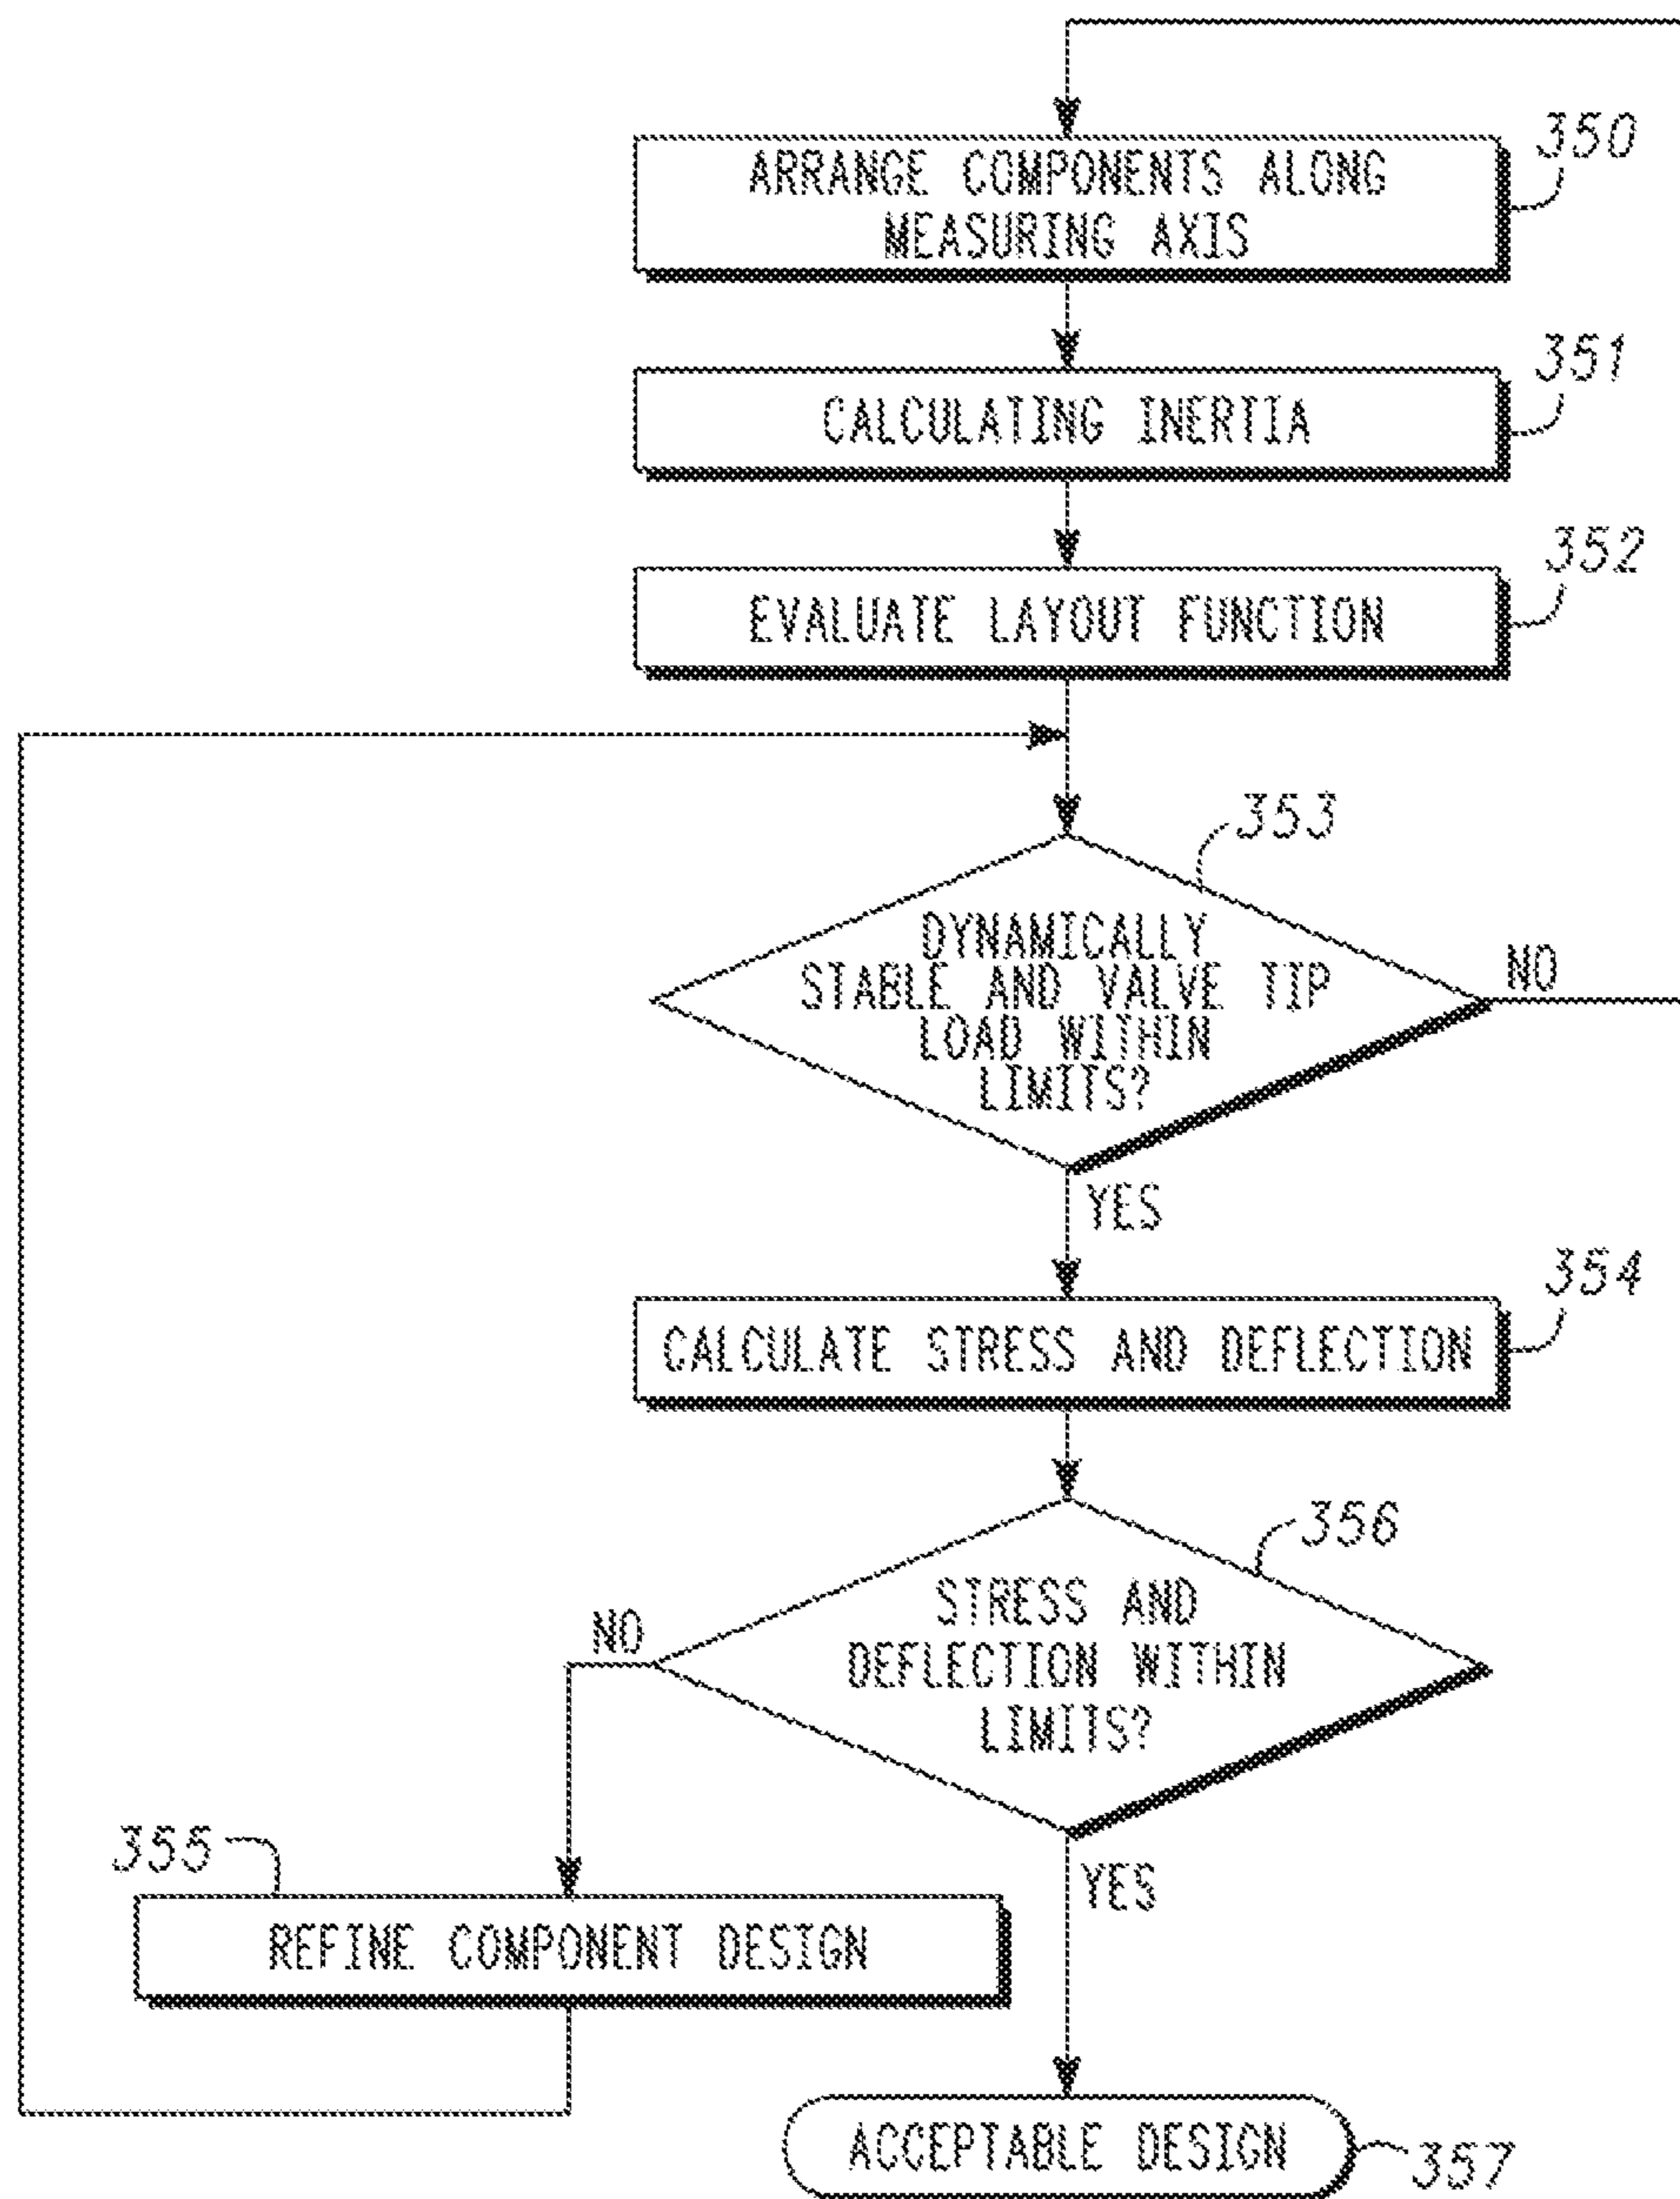 350
ARRANGE COMPONENTS ALONG
MEASURING AXIS
351
CALCULATING INERTIA
352
EVALUATE LAYOUT FUNCTION
353
DYNAMICALLY
STABLE AND VALVE TIP
LOAD WITHIN
LIMITS?
NO
YES
354
CALCULATE STRESS AND DEFLECTION
356
STRESS AND
DEFLECTION WITHIN
LIMITS?
NO
YES
355
REFINE COMPONENT DESIGN
ACCEPTABLE DESIGN
357